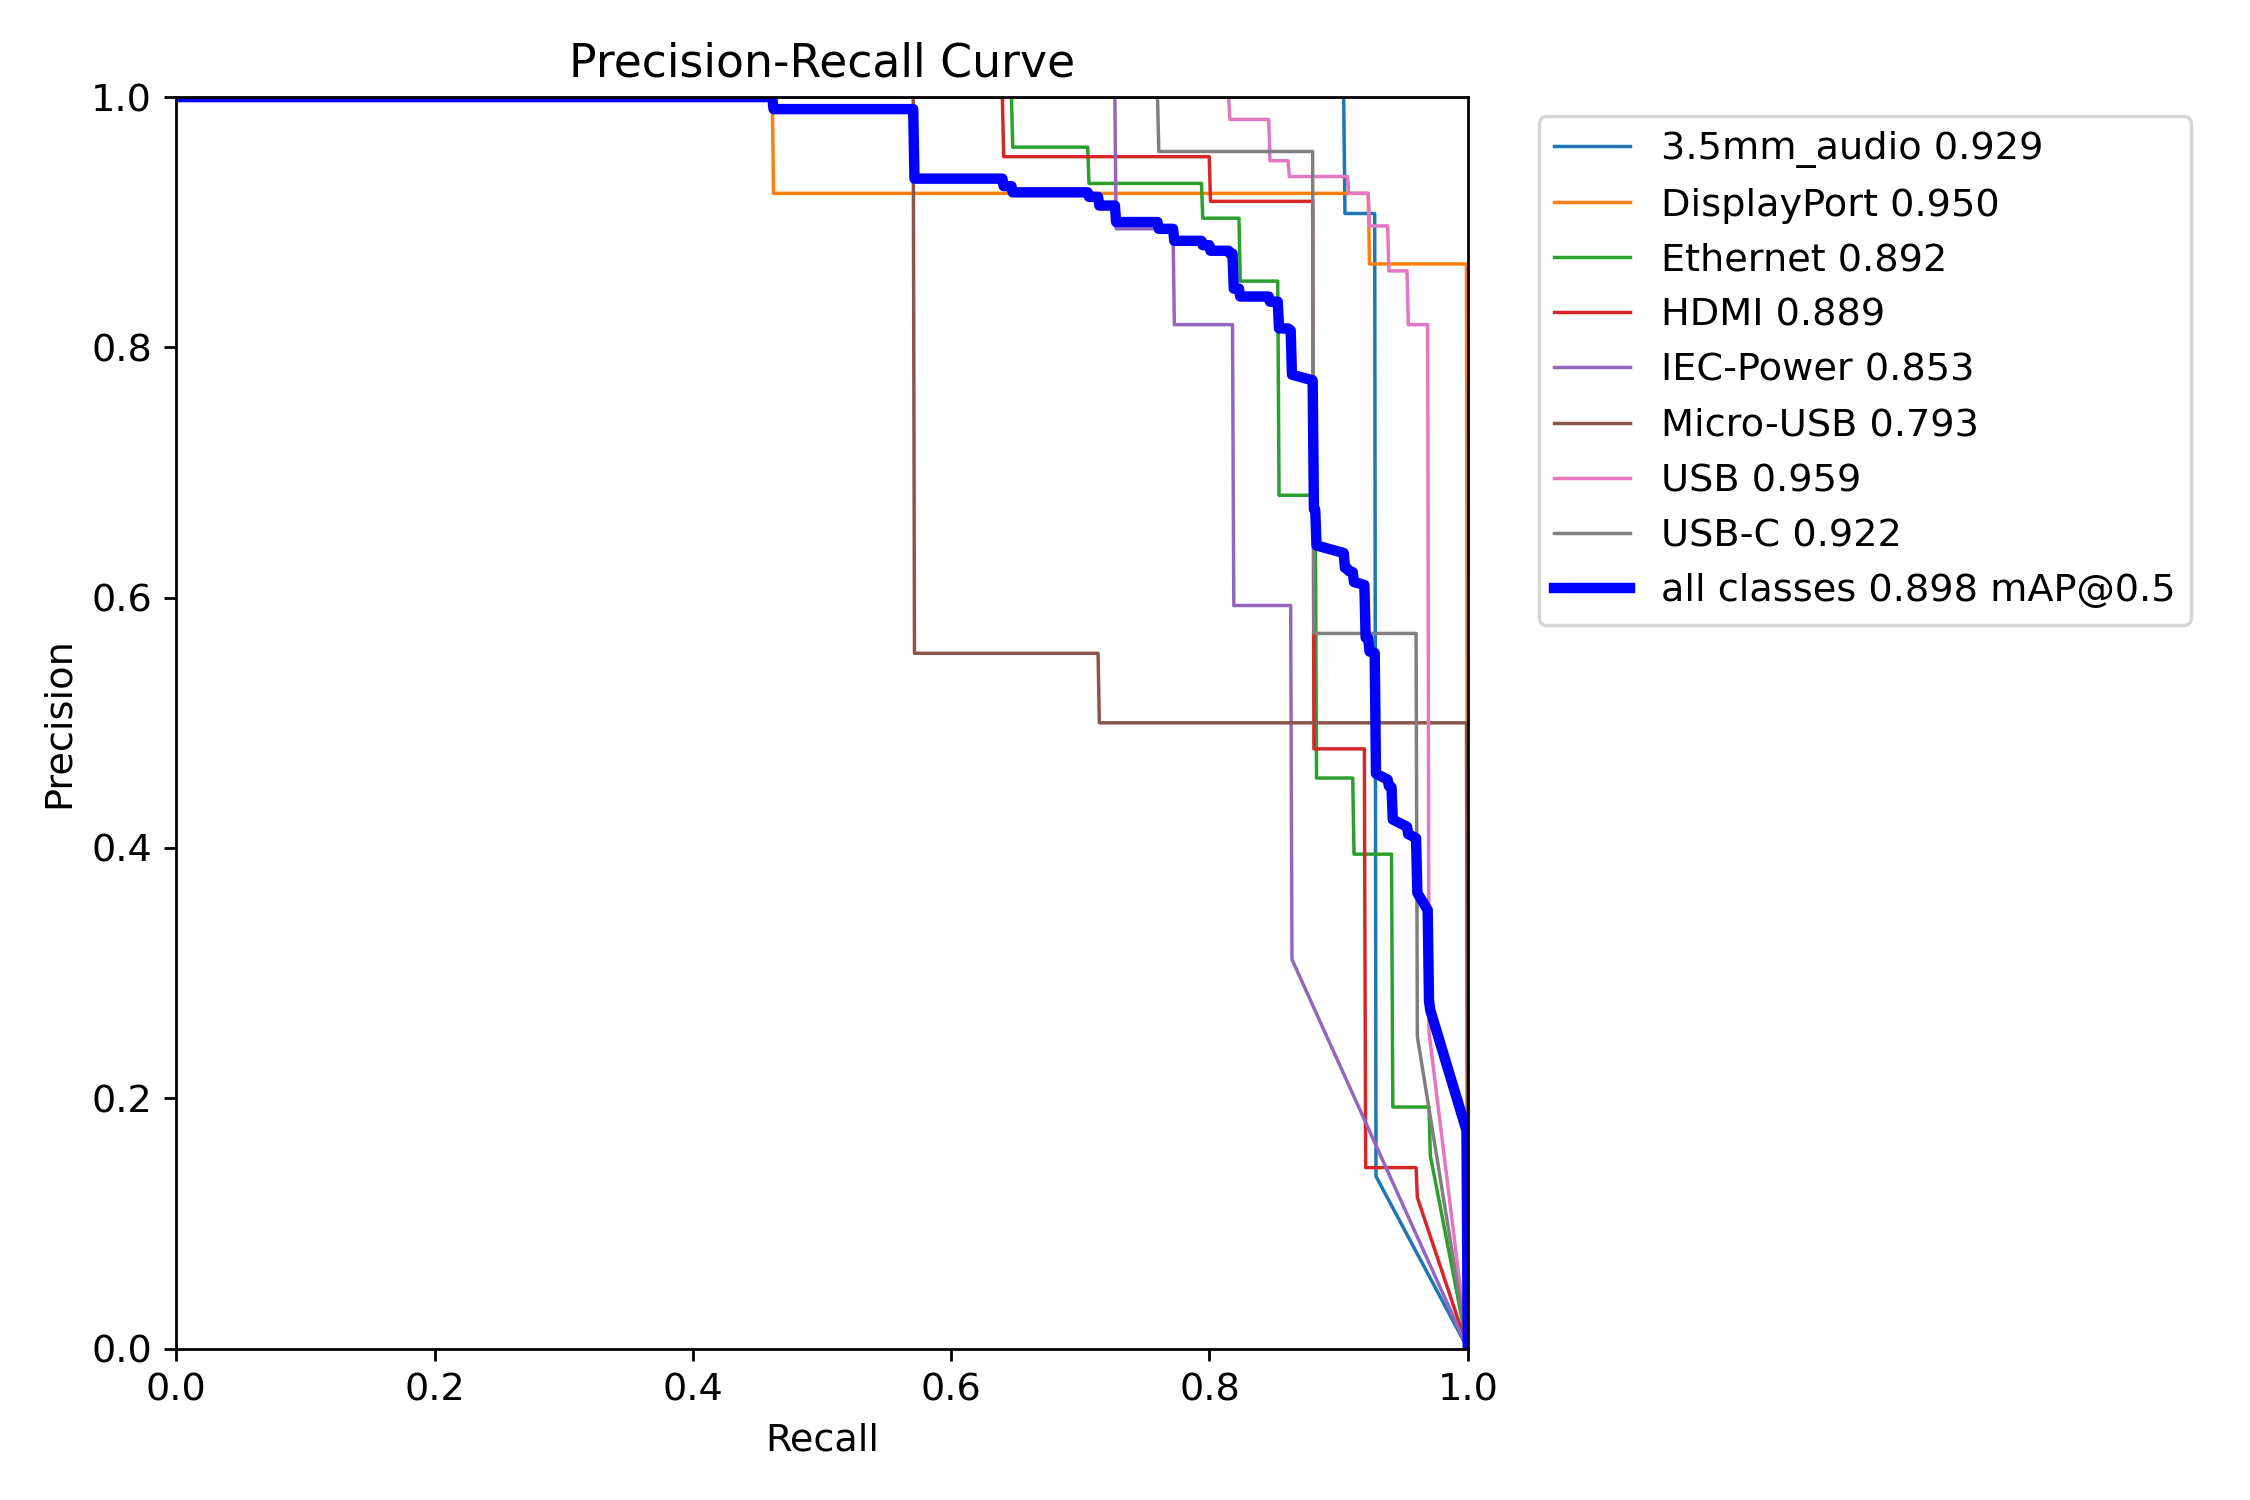 Precision-Recall Curve
1.0
0.8
0.6
0.4
0.2
0.0
Precision
0.0 0.2 0.4 0.6 0.8 1.0
Recall
3.5mm_audio 0.929
DisplayPort 0.950
Ethernet 0.892
HDMI 0.889
IEC-Power 0.853
Micro-USB 0.793
USB 0.959
USB-C 0.922
all classes 0.898 mAP@0.5